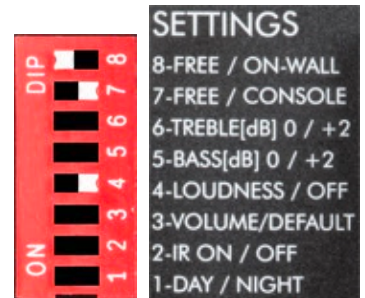 DIP
ON
8
7
6
5
4
3
2
1
SETTINGS
8-FREE / ON-WALL
7-FREE / CONSOLE
6-TREBLE[dB] 0 / +2
5-BASS[dB] 0 / +2
4-LOUDNESS / OFF
3-VOLUME/DEFAULT
2-IR ON / OFF
1-DAY / NIGHT